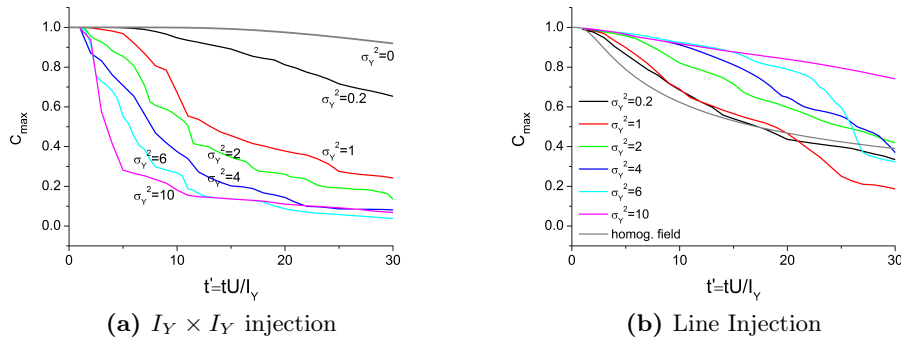 1.0
0.8
0.6
0.4
0.2
0.0
C_max
σ_Y^2=0
σ_Y^2=0.2
σ_Y^2=1
σ_Y^2=2
σ_Y^2=6
σ_Y^2=4
σ_Y^2=10
0 10 20 30
t'=tU/I_Y
(a) I_Y × I_Y injection
1.0
0.8
0.6
0.4
0.2
0.0
C_max
σ_Y^2=0.2
σ_Y^2=1
σ_Y^2=2
σ_Y^2=4
σ_Y^2=6
σ_Y^2=10
homog. field
0 10 20 30
t'=tU/I_Y
(b) Line Injection